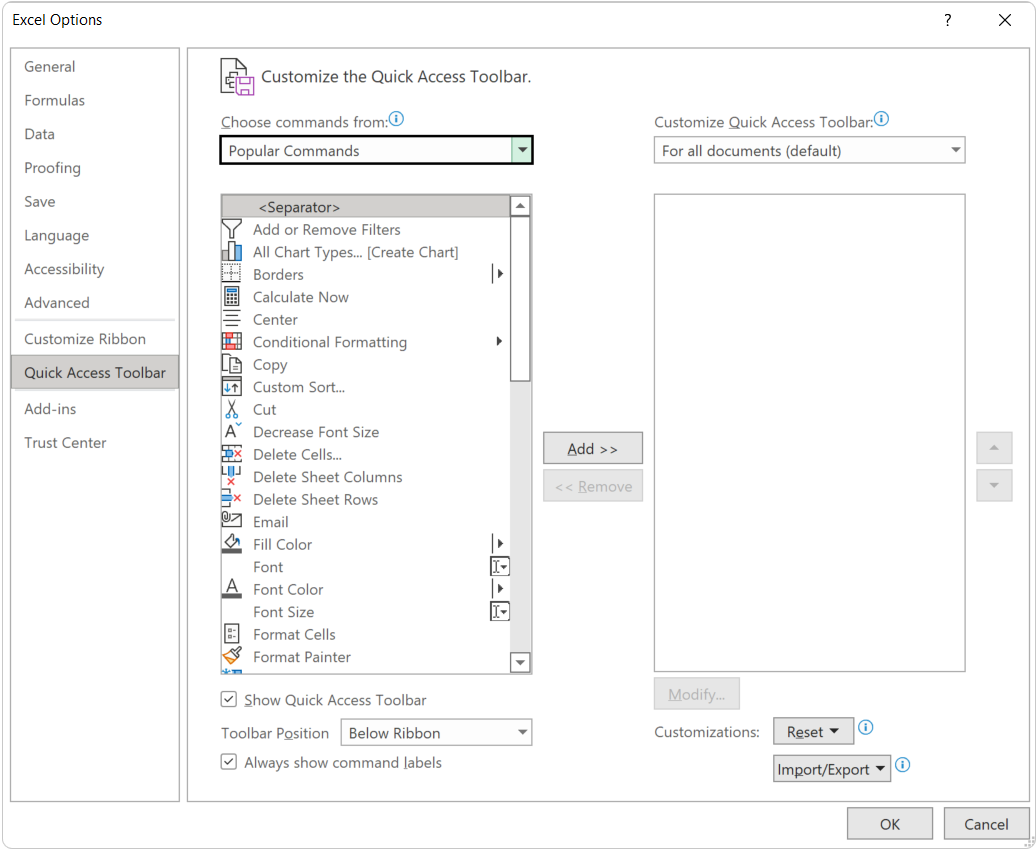 Excel Options
?
General
Formulas
Data
Proofing
Save
Language
Accessibility
Advanced
Customize Ribbon
Quick Access Toolbar
Add-ins
Trust Center
Customize the Quick Access Toolbar.
Choose commands from:
Popular Commands
<Separator>
Add or Remove Filters
All Chart Types... [Create Chart]
Borders
Calculate Now
Center
Conditional Formatting
Copy
Custom Sort...
Cut
Decrease Font Size
Delete Cells...
Delete Sheet Columns
Delete Sheet Rows
Email
Fill Color
Font
Font Color
Font Size
Format Cells
Format Painter
Show Quick Access Toolbar
Toolbar Position
Below Ribbon
Always show command labels
Add >>
<< Remove
Customize Quick Access Toolbar:
For all documents (default)
Modify...
Customizations:
Reset
Import/Export
OK
Cancel